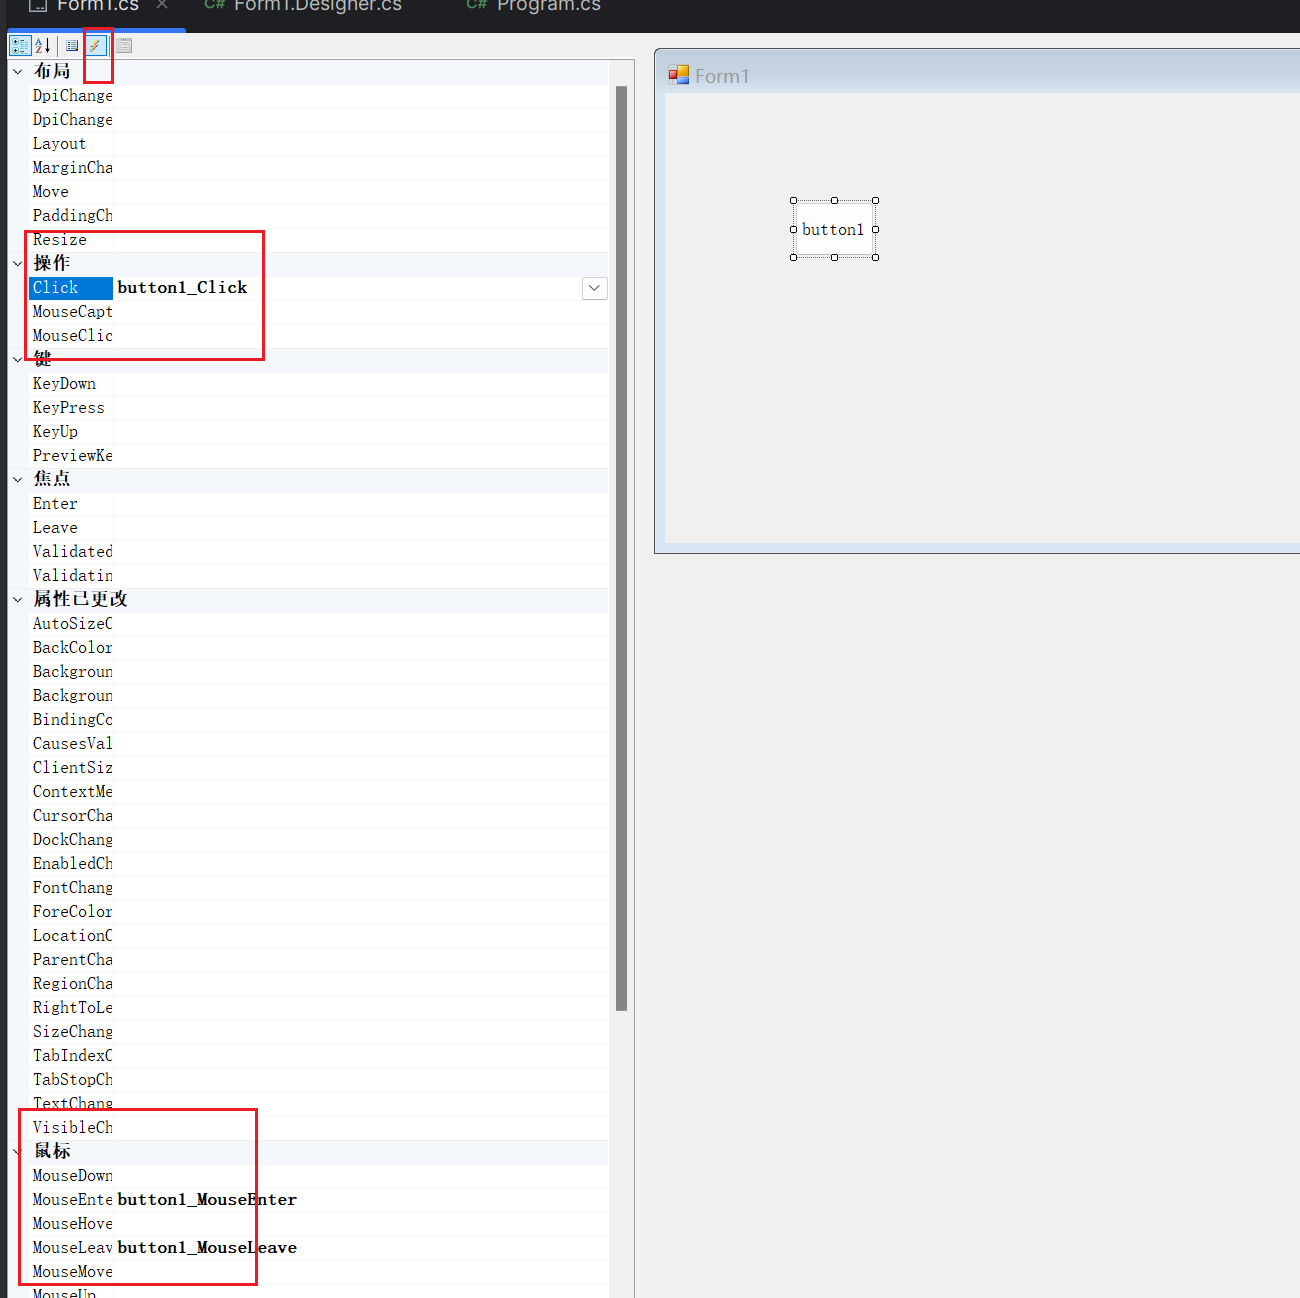 Form1.cs
C# Form1.Designer.cs
C# Program.cs
布局
DpiChange
DpiChange
Layout
MarginCha
Move
PaddingCh
Resize
操作
Click button1_Click
MouseCapt
MouseClic
键
KeyDown
KeyPress
KeyUp
PreviewKe
焦点
Enter
Leave
Validated
Validatin
属性已更改
AutoSizeC
BackColor
Backgroun
Backgroun
BindingCo
CausesVal
ClientSiz
ContextMe
CursorCha
DockChang
EnabledCh
FontChang
ForeColor
LocationC
ParentCha
RegionCha
RightToLe
SizeChang
TabIndexC
TabStopCh
TextChang
VisibleCh
鼠标
MouseDown
MouseEnte button1_MouseEnter
MouseHove
MouseLeav button1_MouseLeave
MouseMove
MouseUp
Form1
button1